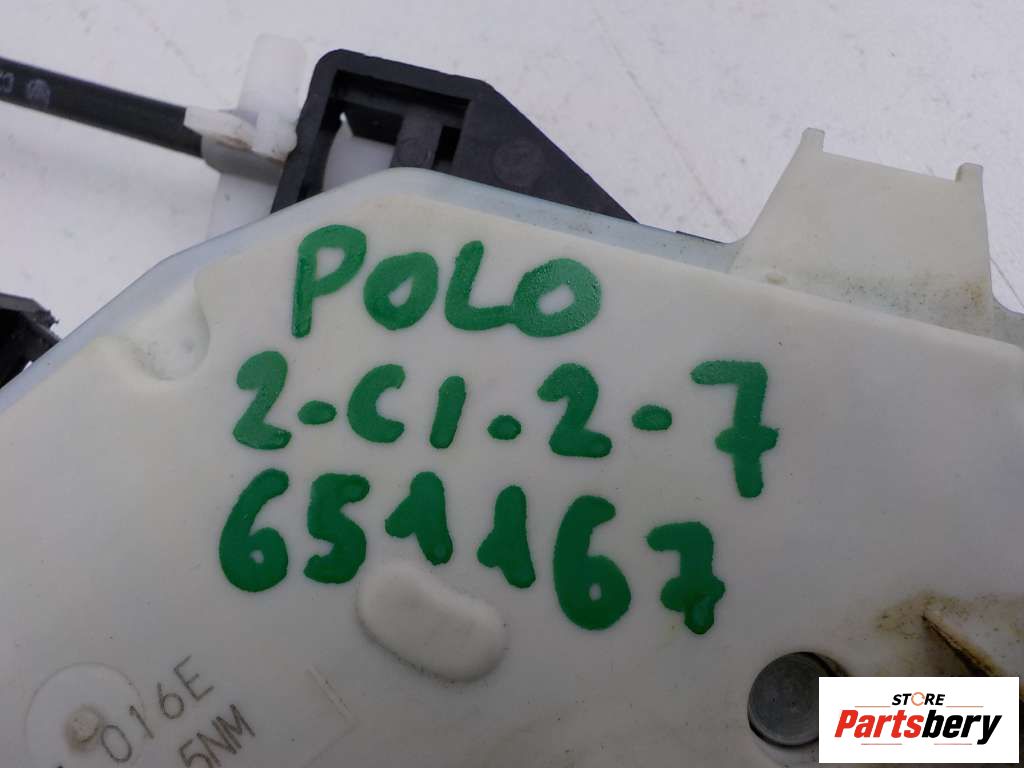 POLO
2-C1.2-7
651167
016E
5NM
STORE
Partsbery